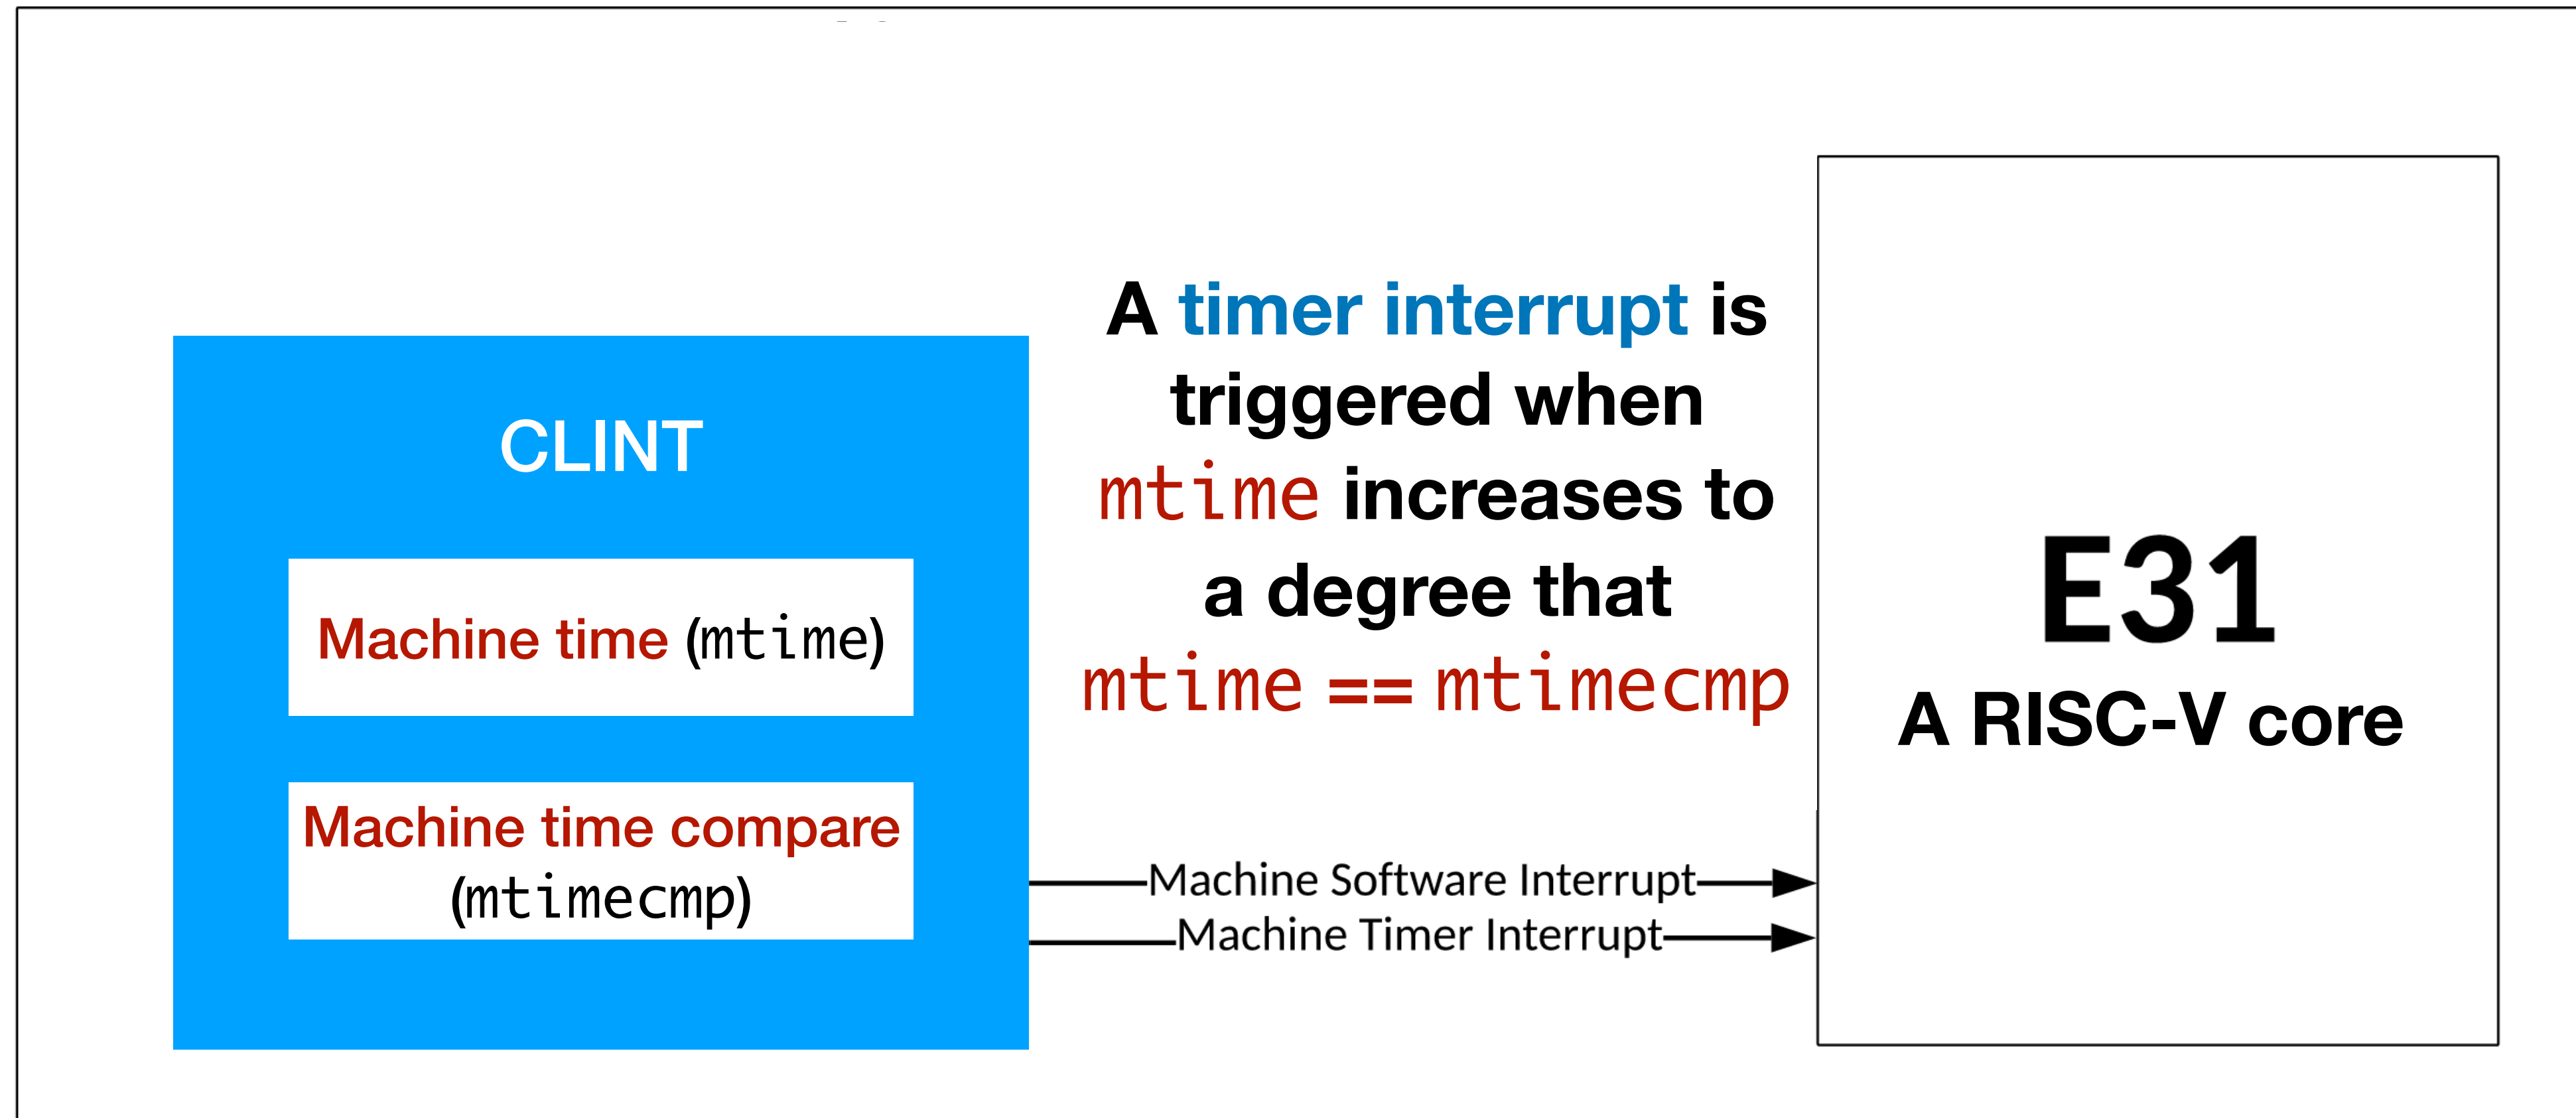 CLINT
Machine time (mtime)
Machine time compare
(mtimecmp)
A timer interrupt is
triggered when
mtime increases to
a degree that
mtime == mtimecmp
Machine Software Interrupt
Machine Timer Interrupt
E31
A RISC-V core